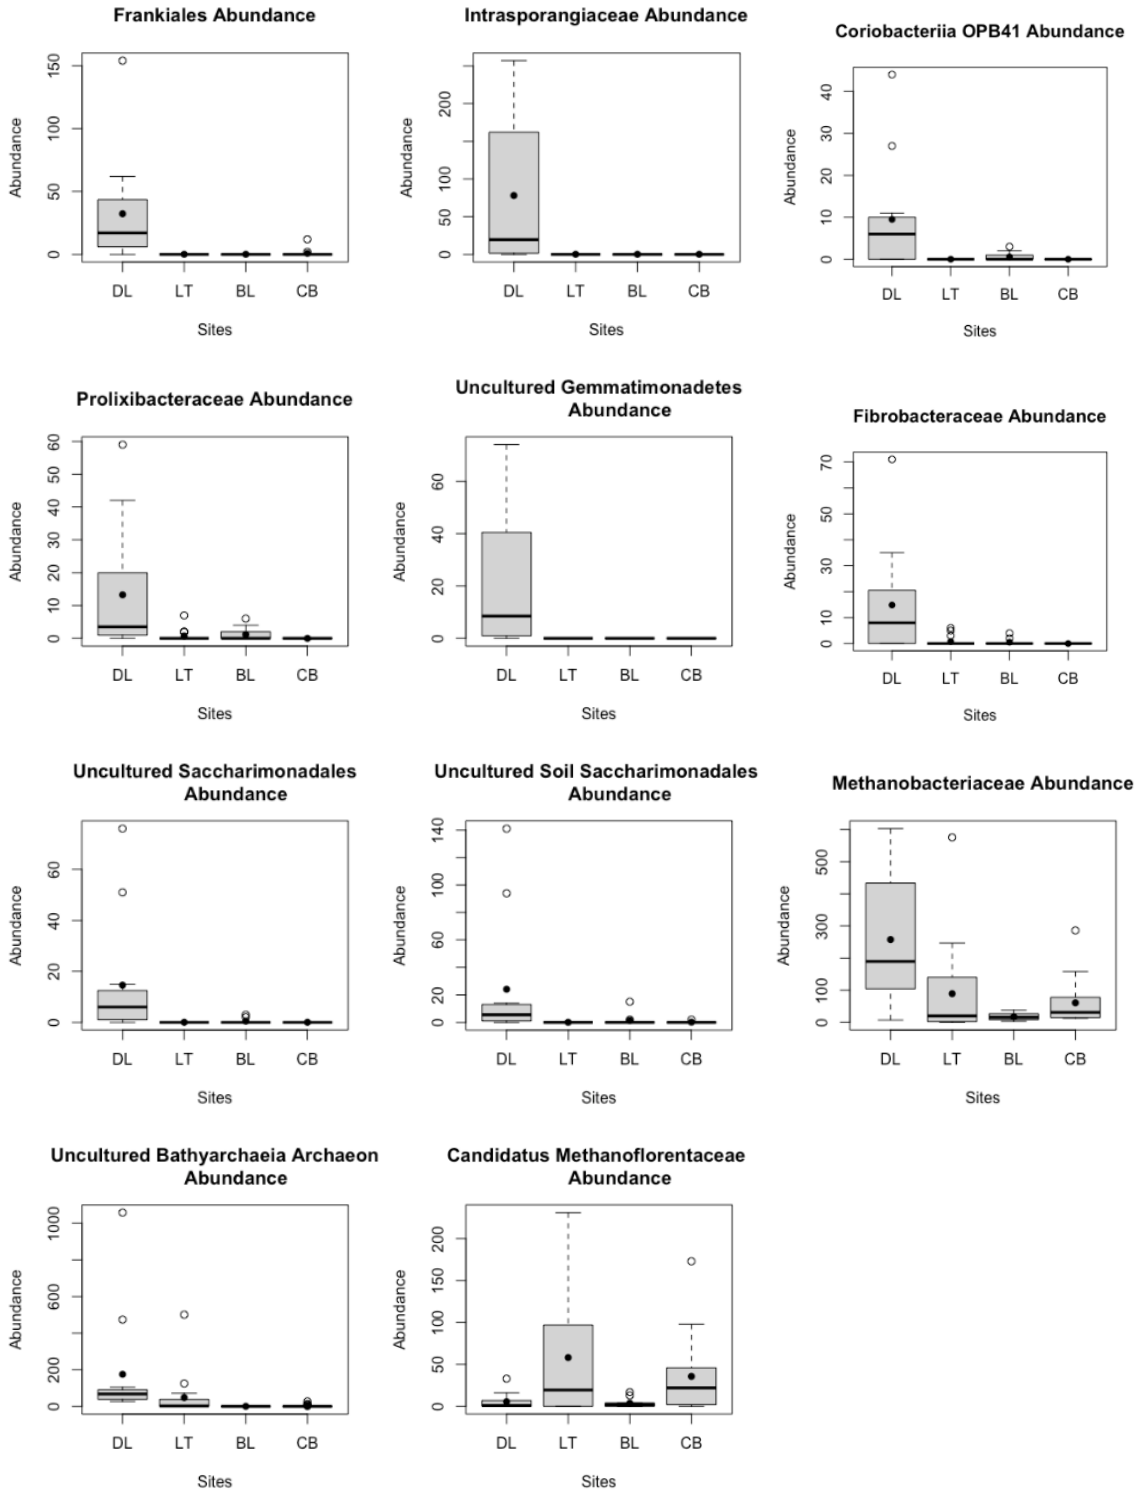 Frankiales Abundance
Abundance
0
50
100
150
DL LT BL CB
Sites
Intrasporangiaceae Abundance
Abundance
0
50
100
200
DL LT BL CB
Sites
Coriobacteriia OPB41 Abundance
Abundance
0
10
20
30
40
DL LT BL CB
Sites
Prolixibacteraceae Abundance
Abundance
0
10
20
30
40
50
60
DL LT BL CB
Sites
Uncultured Gemmatimonadetes
Abundance
Abundance
0
20
40
60
DL LT BL CB
Sites
Fibrobacteraceae Abundance
Abundance
0
10
30
50
70
DL LT BL CB
Sites
Uncultured Saccharimonadales
Abundance
Abundance
0
20
40
60
DL LT BL CB
Sites
Uncultured Soil Saccharimonadales
Abundance
Abundance
0
20
60
100
140
DL LT BL CB
Sites
Methanobacteriaceae Abundance
Abundance
0
100
300
500
DL LT BL CB
Sites
Uncultured Bathyarchaeia Archaeon
Abundance
Abundance
0
200
600
1000
DL LT BL CB
Sites
Candidatus Methanoflorentaceae
Abundance
Abundance
0
50
100
150
200
DL LT BL CB
Sites